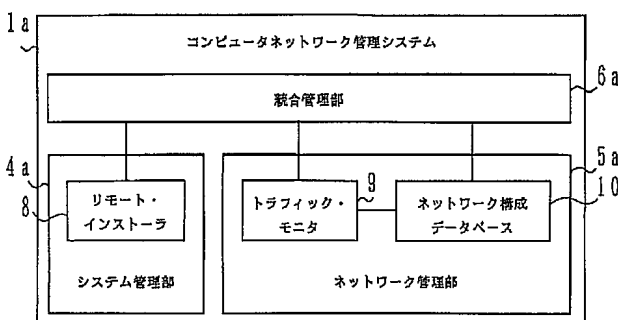 1a
コンピュータネットワーク管理システム
6a
統合管理部
4a
5a
8
リモート・
インストーラ
トラフィック・
モニタ
9
ネットワーク構成
データベース
10
システム管理部
ネットワーク管理部